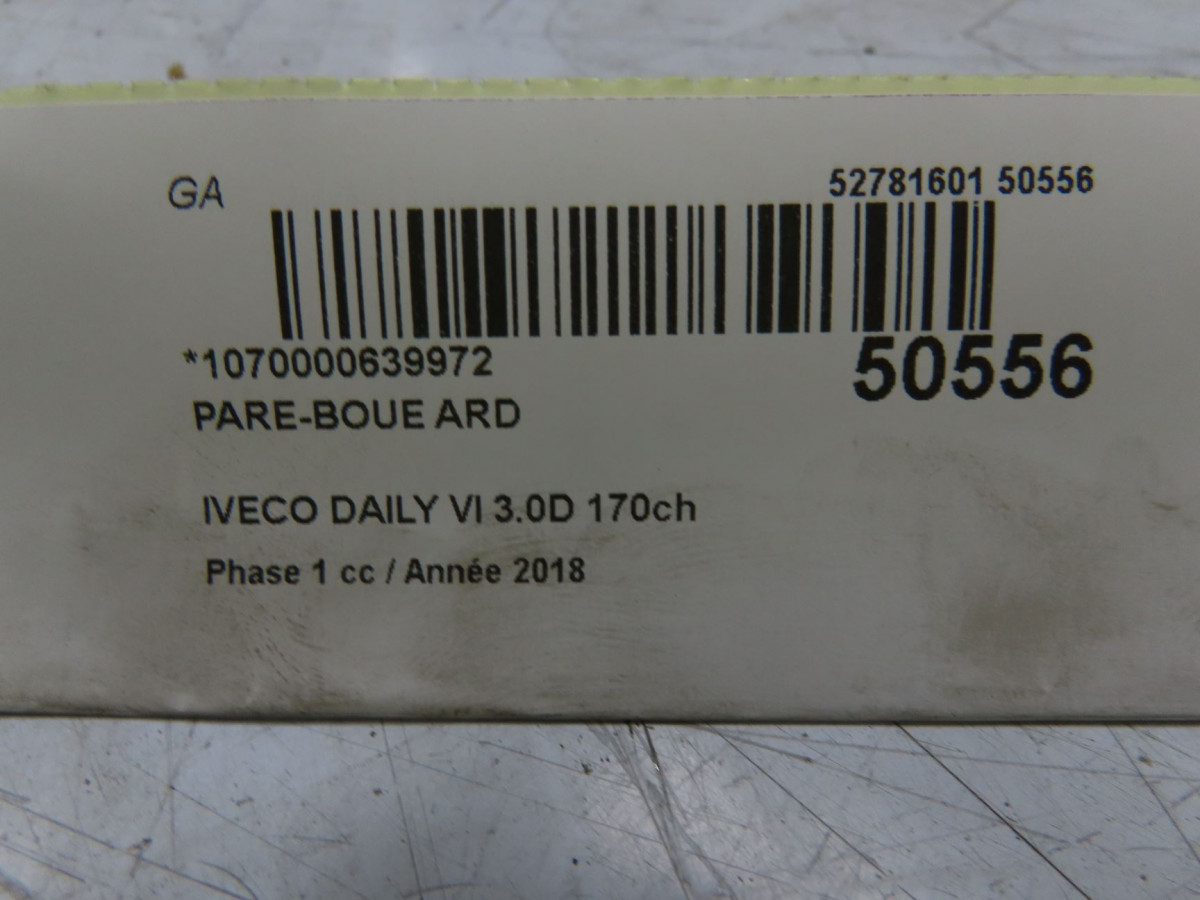 GA
52781601 50556
*1070000639972
50556
PARE-BOUE ARD
IVECO DAILY VI 3.0D 170ch
Phase 1 cc / Année 2018